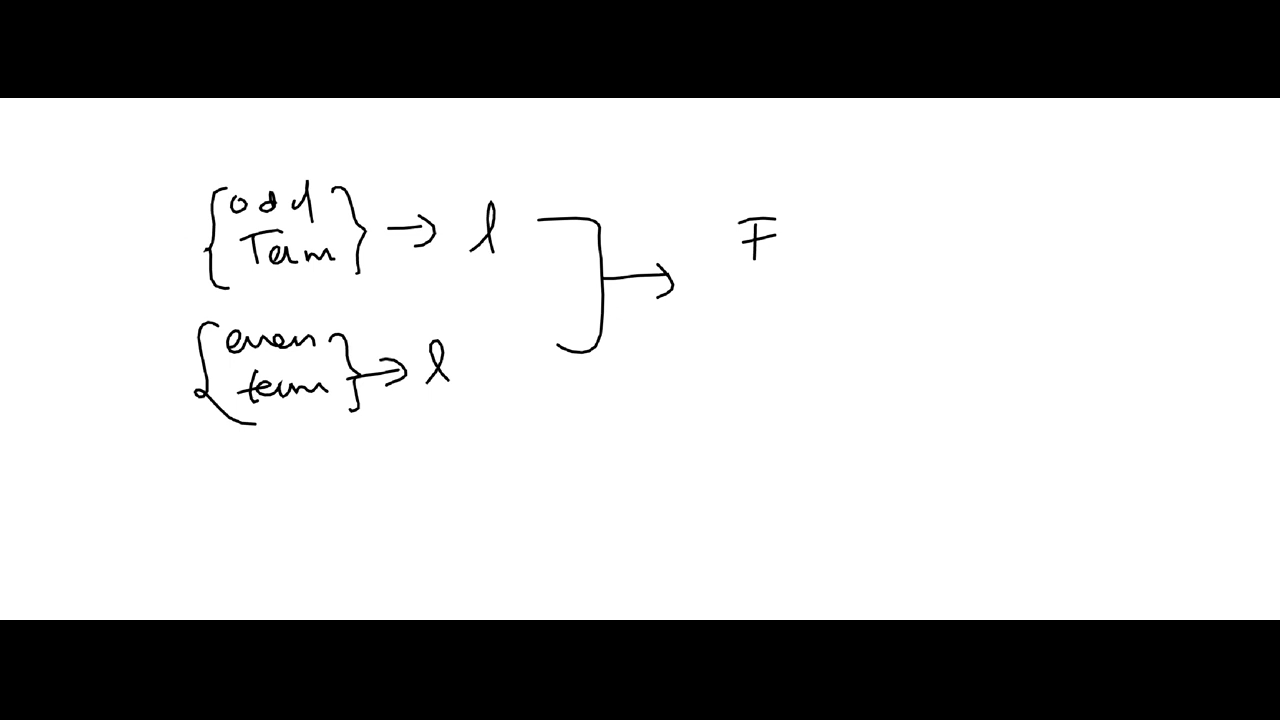 {odd Term} → l
{even term} → l
F